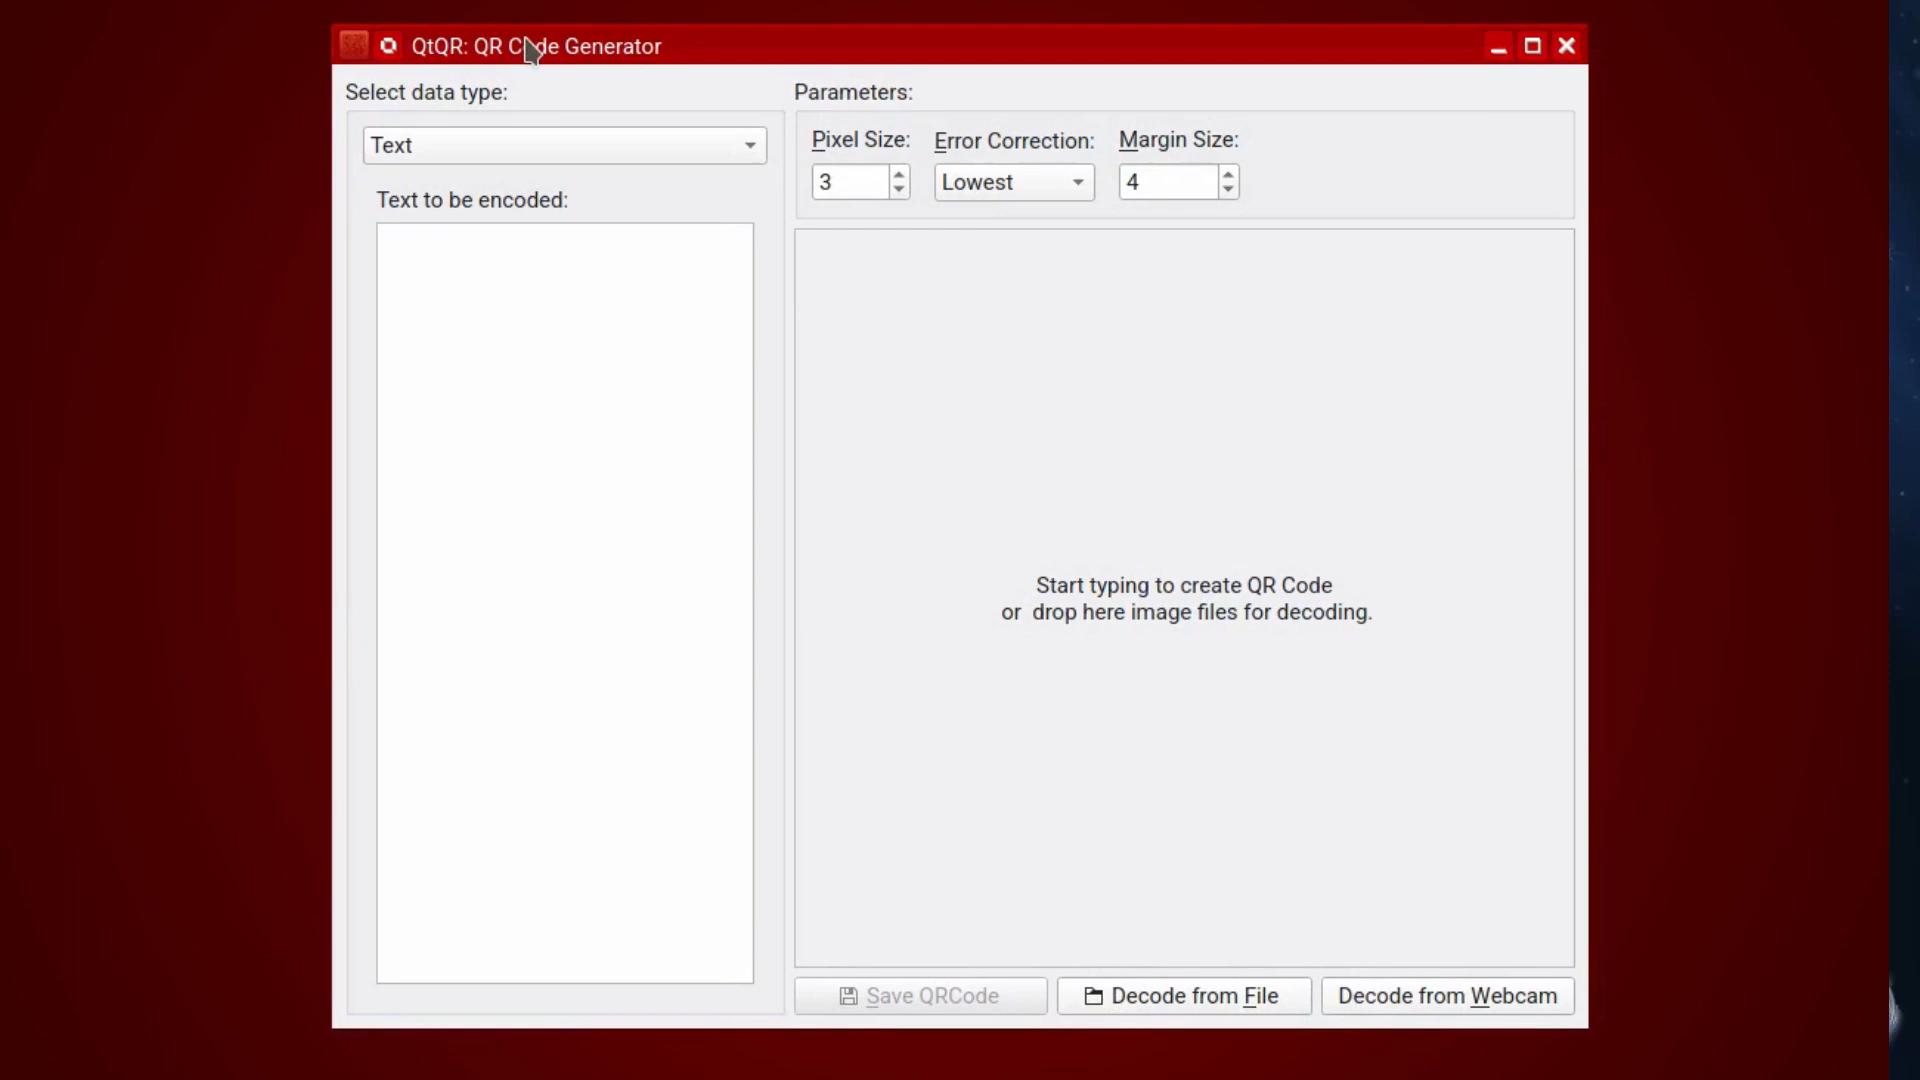 QtQR: QR Code Generator
Select data type:
Text
Text to be encoded:
Parameters:
Pixel Size:
Error Correction:
Margin Size:
3
Lowest
4
Start typing to create QR Code
or drop here image files for decoding.
Save QRCode
Decode from File
Decode from Webcam